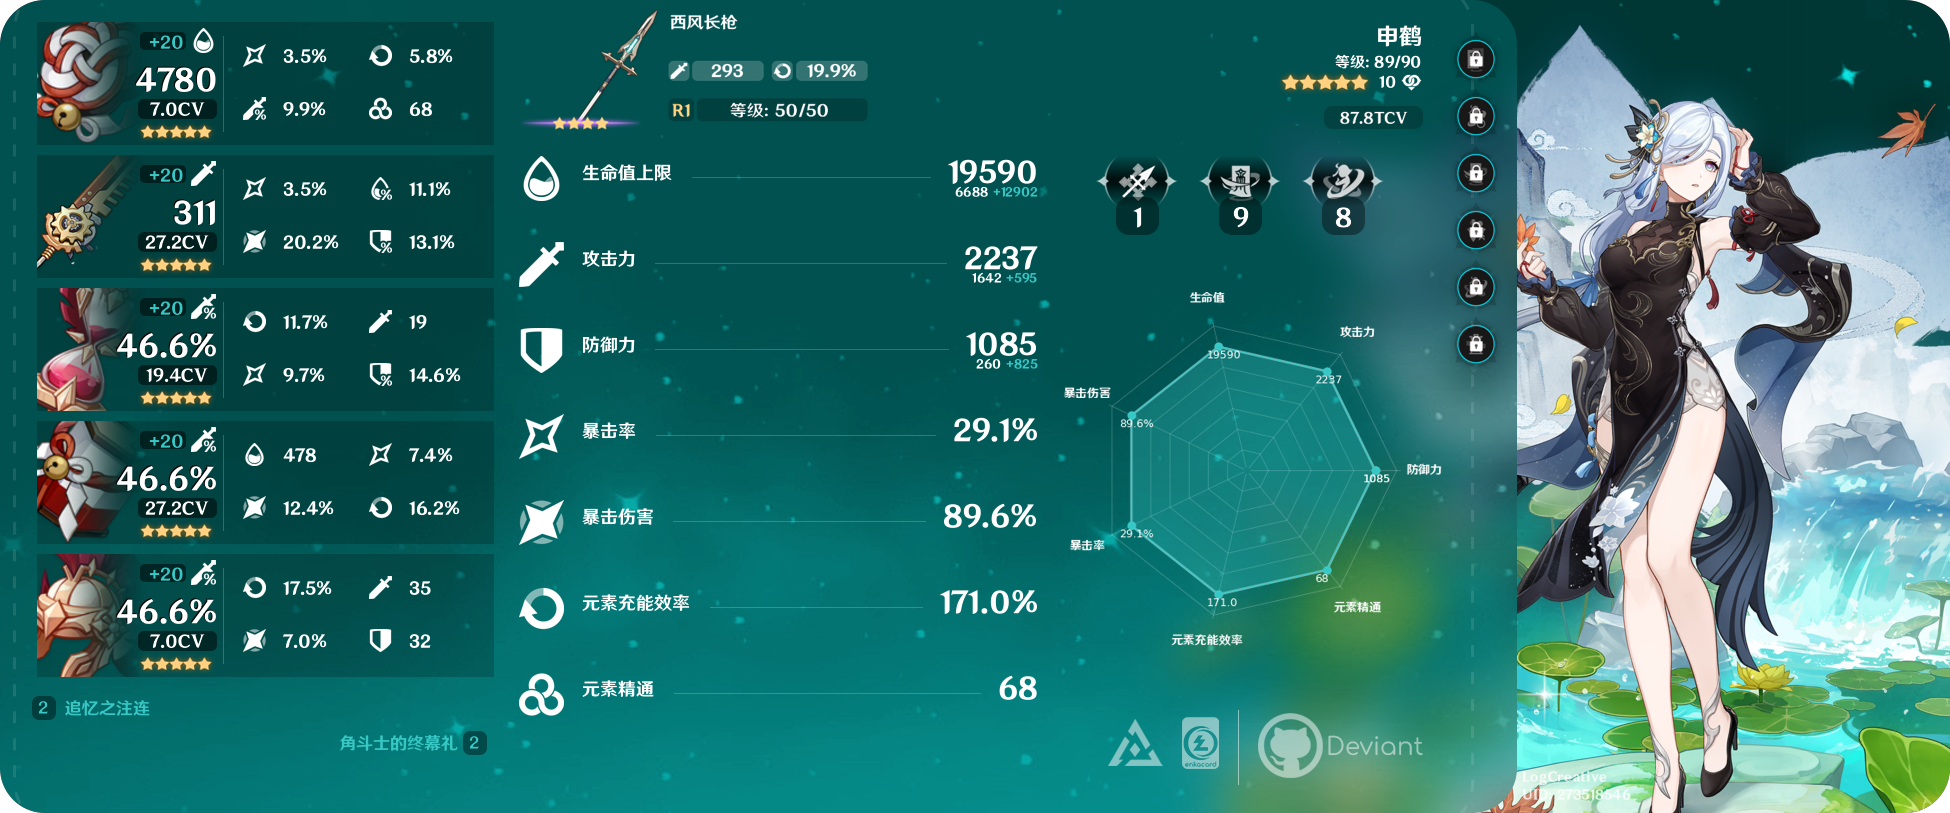 +20
4780
7.0CV
3.5%
5.8%
9.9%
68
+20
311
27.2CV
3.5%
11.1%
20.2%
13.1%
+20
46.6%
19.4CV
11.7%
19
9.7%
14.6%
+20
46.6%
27.2CV
478
7.4%
12.4%
16.2%
+20
46.6%
7.0CV
17.5%
35
7.0%
32
2 追忆之注连
角斗士的终幕礼 2
西风长枪
293 19.9%
R1 等级: 50/50
生命值上限 19590
6688 +12902
攻击力 2237
1642 +595
防御力 1085
260 +825
暴击率 29.1%
暴击伤害 89.6%
元素充能效率 171.0%
元素精通 68
申鹤
等级: 89/90
10
87.8TCV
1 9 8
生命值
攻击力
19590
2237
暴击伤害
89.6%
防御力
1085
29.1%
暴击率
68
171.0
元素精通
元素充能效率
enkacard
Deviant
LogCreative
UID: 273518546